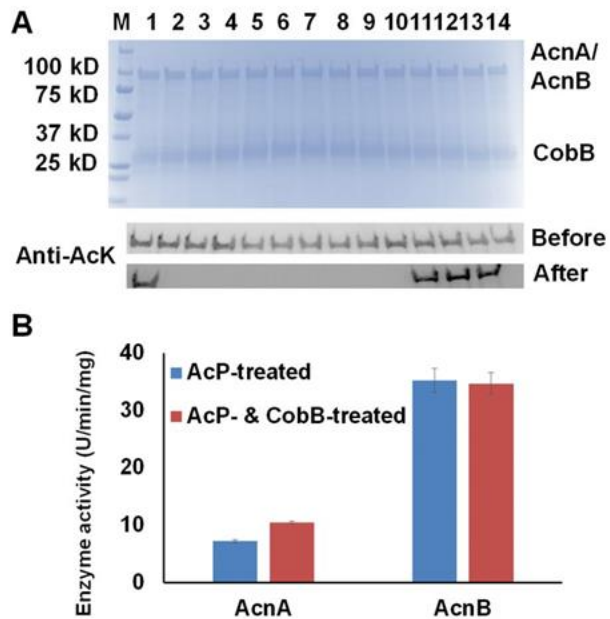 A
M 1 2 3 4 5 6 7 8 9 10 11 12 13 14
100 kD
75 kD
37 kD
25 kD
AcnA/
AcnB
CobB
Anti-AcK
Before
After
B
Enzyme activity (U/min/mg)
40
30
20
10
0
AcP-treated
AcP- & CobB-treated
AcnA AcnB